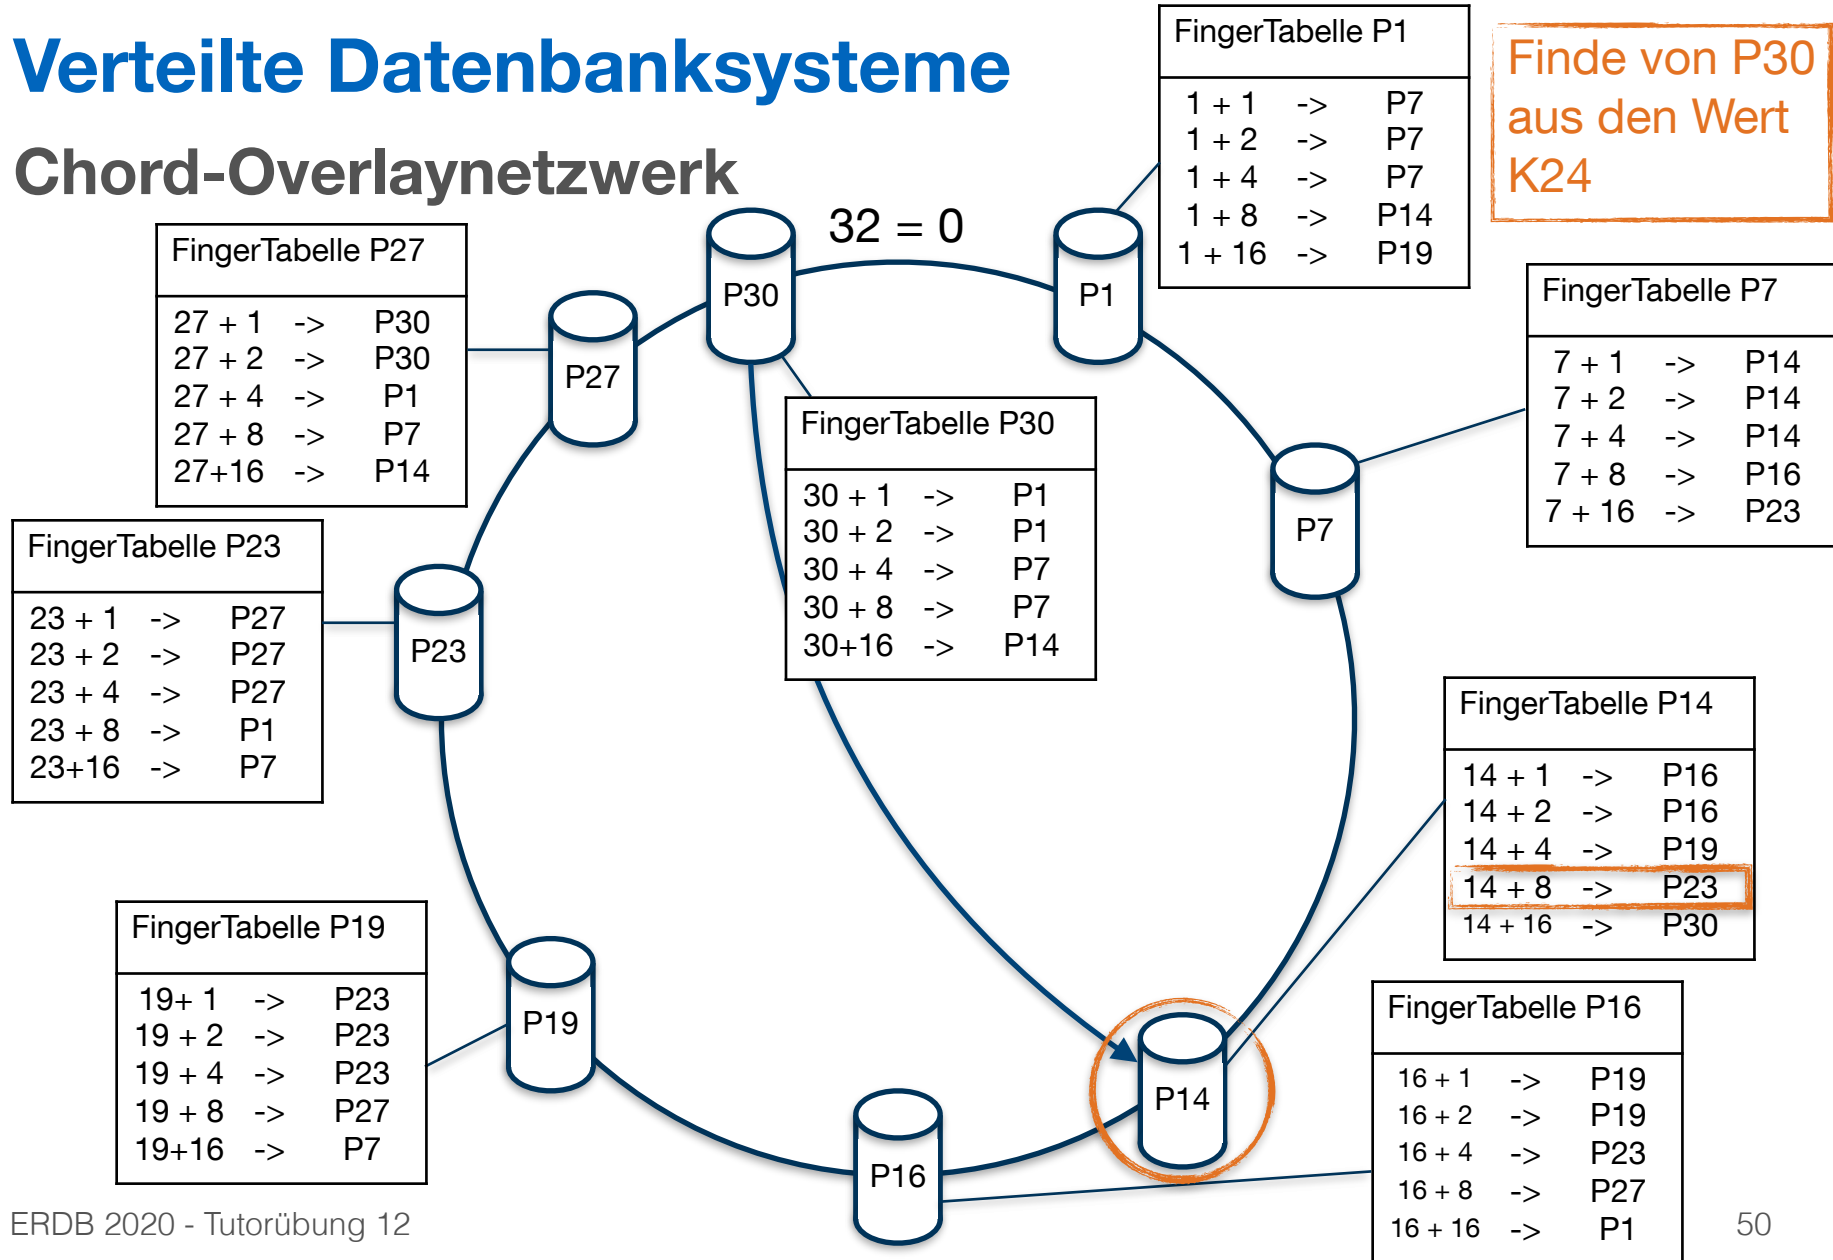 Verteilte Datenbanksysteme
Chord-Overlaynetzwerk
Finde von P30
aus den Wert
K24
32 = 0
FingerTabelle P1
1 + 1 -> P7
1 + 2 -> P7
1 + 4 -> P7
1 + 8 -> P14
1 + 16 -> P19
FingerTabelle P27
27 + 1 -> P30
27 + 2 -> P30
27 + 4 -> P1
27 + 8 -> P7
27+16 -> P14
P30
P1
FingerTabelle P7
7 + 1 -> P14
7 + 2 -> P14
7 + 4 -> P14
7 + 8 -> P16
7 + 16 -> P23
P27
FingerTabelle P30
30 + 1 -> P1
30 + 2 -> P1
30 + 4 -> P7
30 + 8 -> P7
30+16 -> P14
P7
FingerTabelle P23
23 + 1 -> P27
23 + 2 -> P27
23 + 4 -> P27
23 + 8 -> P1
23+16 -> P7
P23
FingerTabelle P14
14 + 1 -> P16
14 + 2 -> P16
14 + 4 -> P19
14 + 8 -> P23
14 + 16 -> P30
FingerTabelle P19
19+ 1 -> P23
19 + 2 -> P23
19 + 4 -> P23
19 + 8 -> P27
19+16 -> P7
P19
P14
P16
FingerTabelle P16
16 + 1 -> P19
16 + 2 -> P19
16 + 4 -> P23
16 + 8 -> P27
16 + 16 -> P1
ERDB 2020 - Tutorübung 12
50